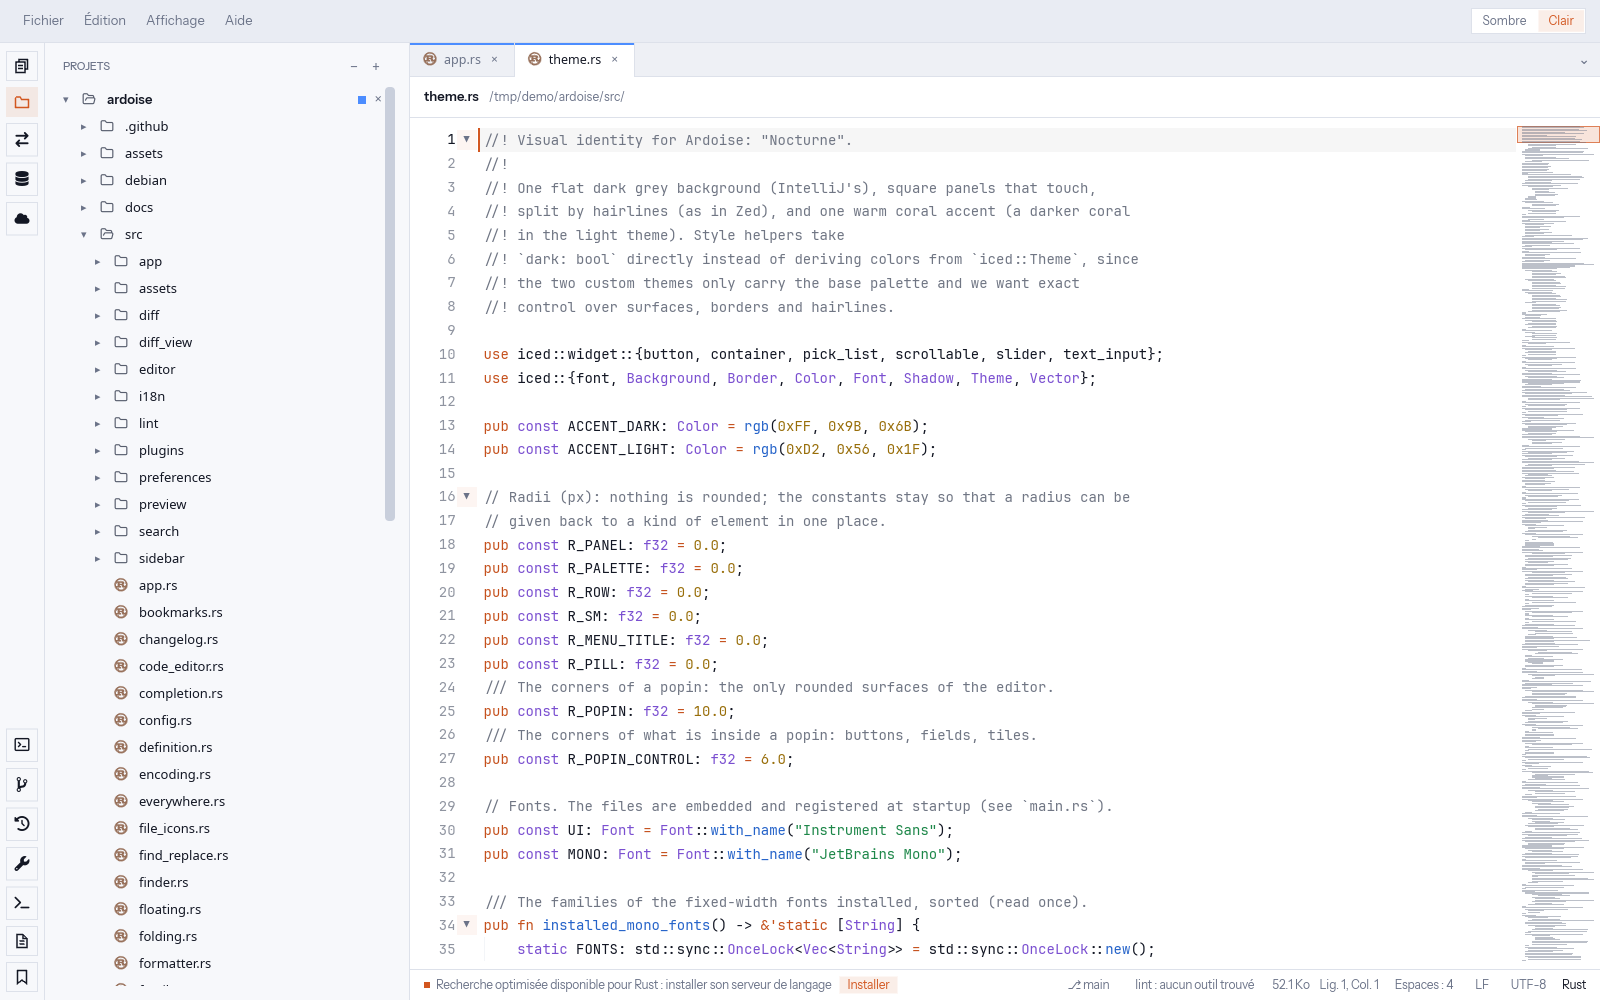 Fichier Édition Affichage Aide
Sombre Clair
PROJETS
ardoise
.github
assets
debian
docs
src
app
assets
diff
diff_view
editor
i18n
lint
plugins
preferences
preview
search
sidebar
app.rs
bookmarks.rs
changelog.rs
code_editor.rs
completion.rs
config.rs
definition.rs
encoding.rs
everywhere.rs
file_icons.rs
find_replace.rs
finder.rs
floating.rs
folding.rs
formatter.rs
app.rs × theme.rs ×
theme.rs /tmp/demo/ardoise/src/
1 //! Visual identity for Ardoise: "Nocturne".
2 //!
3 //! One flat dark grey background (IntelliJ's), square panels that touch,
4 //! split by hairlines (as in Zed), and one warm coral accent (a darker coral
5 //! in the light theme). Style helpers take
6 //! `dark: bool` directly instead of deriving colors from `iced::Theme`, since
7 //! the two custom themes only carry the base palette and we want exact
8 //! control over surfaces, borders and hairlines.
9
10 use iced::widget::{button, container, pick_list, scrollable, slider, text_input};
11 use iced::{font, Background, Border, Color, Font, Shadow, Theme, Vector};
12
13 pub const ACCENT_DARK: Color = rgb(0xFF, 0x9B, 0x6B);
14 pub const ACCENT_LIGHT: Color = rgb(0xD2, 0x56, 0x1F);
15
16 // Radii (px): nothing is rounded; the constants stay so that a radius can be
17 // given back to a kind of element in one place.
18 pub const R_PANEL: f32 = 0.0;
19 pub const R_PALETTE: f32 = 0.0;
20 pub const R_ROW: f32 = 0.0;
21 pub const R_SM: f32 = 0.0;
22 pub const R_MENU_TITLE: f32 = 0.0;
23 pub const R_PILL: f32 = 0.0;
24 /// The corners of a popin: the only rounded surfaces of the editor.
25 pub const R_POPIN: f32 = 10.0;
26 /// The corners of what is inside a popin: buttons, fields, tiles.
27 pub const R_POPIN_CONTROL: f32 = 6.0;
28
29 // Fonts. The files are embedded and registered at startup (see `main.rs`).
30 pub const UI: Font = Font::with_name("Instrument Sans");
31 pub const MONO: Font = Font::with_name("JetBrains Mono");
32
33 /// The families of the fixed-width fonts installed, sorted (read once).
34 pub fn installed_mono_fonts() -> &'static [String] {
35 static FONTS: std::sync::OnceLock<Vec<String>> = std::sync::OnceLock::new();
Recherche optimisée disponible pour Rust : installer son serveur de langage Installer main lint : aucun outil trouvé 52.1 Ko Lig. 1, Col. 1 Espaces : 4 LF UTF-8 Rust